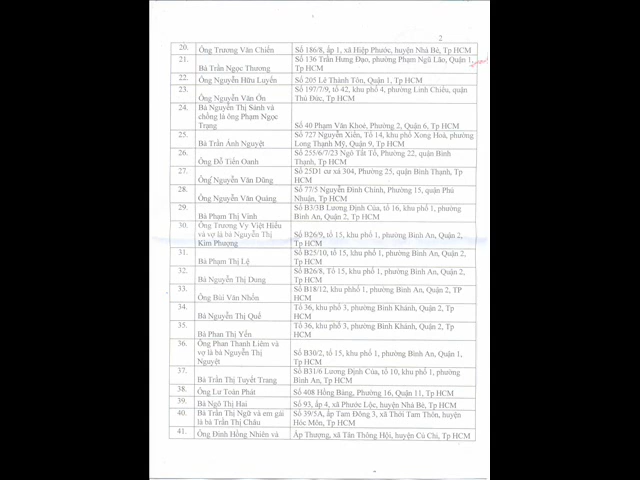 2
20. Ông Trương Văn Chiến Số 186/8, ấp 1, xã Hiệp Phước, huyện Nhà Bè, Tp HCM
21. Số 136 Trần Hưng Đạo, phường Phạm Ngũ Lão, Quận 1,
Bà Trần Ngọc Thương Tp HCM
22. Ông Nguyễn Hữu Luyến Số 205 Lê Thánh Tôn, Quận 1, Tp HCM
23. Số 197/7/9, tổ 42, khu phố 4, phường Linh Chiểu, quận
Ông Nguyễn Văn Ổn Thủ Đức, Tp HCM
24. Bà Nguyễn Thị Sánh và
chồng là ông Phạm Ngọc
Trạng Số 40 Phạm Văn Khoẻ, Phường 2, Quận 6, Tp HCM
25. Số 727 Nguyễn Xiển, Tổ 14, khu phố Xong Hoà, phường
Bà Trần Ánh Nguyệt Long Thạnh Mỹ, Quận 9, Tp HCM
26. Số 255/6/7/23 Ngô Tất Tố, Phường 22, quận Bình
Ông Đỗ Tiến Oanh Thạnh, Tp HCM
27. Số 25D1 cư xá 304, Phường 25, quận Bình Thạnh, Tp
Ông Nguyễn Văn Dũng HCM
28. Số 77/5 Nguyễn Đình Chính, Phường 15, quận Phú
Ông Nguyễn Văn Quảng Nhuận, Tp HCM
29. Số B3/3B Lương Định Của, tổ 16, khu phố 1, phường
Bà Phạm Thị Vinh Bình An, Quận 2, Tp HCM
30. Ông Trương Vy Việt Hiếu
và vợ là bà Nguyễn Thị Số B26/9, tổ 15, khu phố 1, phường Bình An, Quận 2,
Kim Phượng Tp HCM
31. Số B25/10, tổ 15, khu phố 1, phường Bình An, Quận 2,
Bà Phạm Thị Lệ Tp HCM
32. Số B26/8, Tổ 15, khu phố 1, phường Bình An, Quận 2,
Bà Nguyễn Thị Dung Tp HCM
33. Số B18/12, khu phhố 1, phường Bình An, Quận 2, TP
Ông Bùi Văn Nhồn HCM
34. Tổ 36, khu phố 3, phường Bình Khánh, Quận 2, Tp
Bà Nguyễn Thị Quế HCM
35. Tổ 36, khu phố 3, phường Bình Khánh, Quận 2, Tp
Bà Phan Thị Yến HCM
36. Ông Phan Thanh Liêm và
vợ là bà Nguyễn Thị Số B30/2, tổ 15, khu phố 1, phường Bình An, Quận 1,
Nguyệt Tp HCM
37. Số B31/6 Lương Định Của, tổ 10, khu phố 1, phường
Bà Trần Thị Tuyết Trang Bình An, Tp HCM
38. Ông Lư Toàn Phát Số 408 Hồng Bàng, Phường 16, Quận 11, Tp HCM
39. Bà Ngô Thị Hai Số 93, ấp 4, xã Phước Lộc, huyện Nhà Bè, Tp HCM
40. Bà Trần Thị Ngữ và em gái Số 39/5A, ấp Tam Đông 3, xã Thới Tam Thôn, huyện
là bà Trần Thị Châu Hóc Môn, Tp HCM
41. Ông Đinh Hồng Nhiên và Ấp Thượng, xã Tân Thông Hội, huyện Củ Chi, Tp HCM